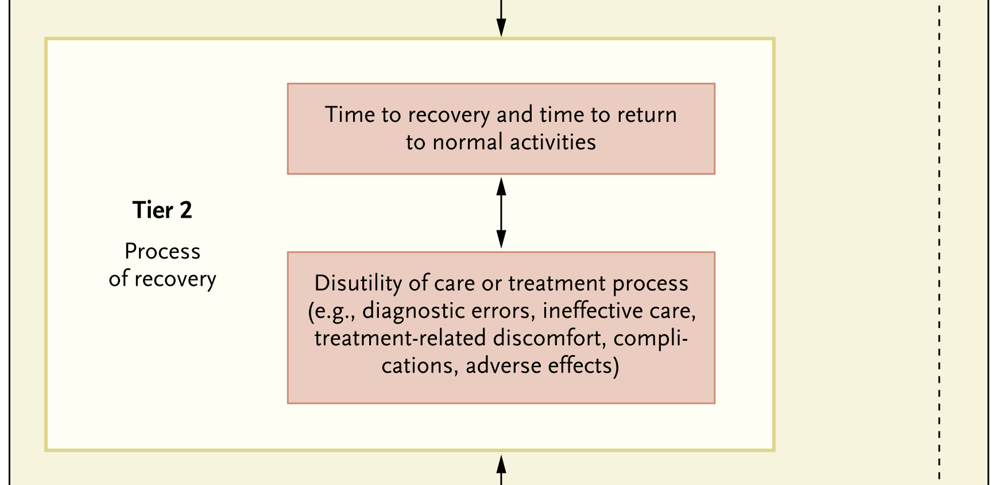 Time to recovery and time to return
to normal activities
Tier 2
Process
of recovery
Disutility of care or treatment process
(e.g., diagnostic errors, ineffective care,
treatment-related discomfort, compli-
cations, adverse effects)